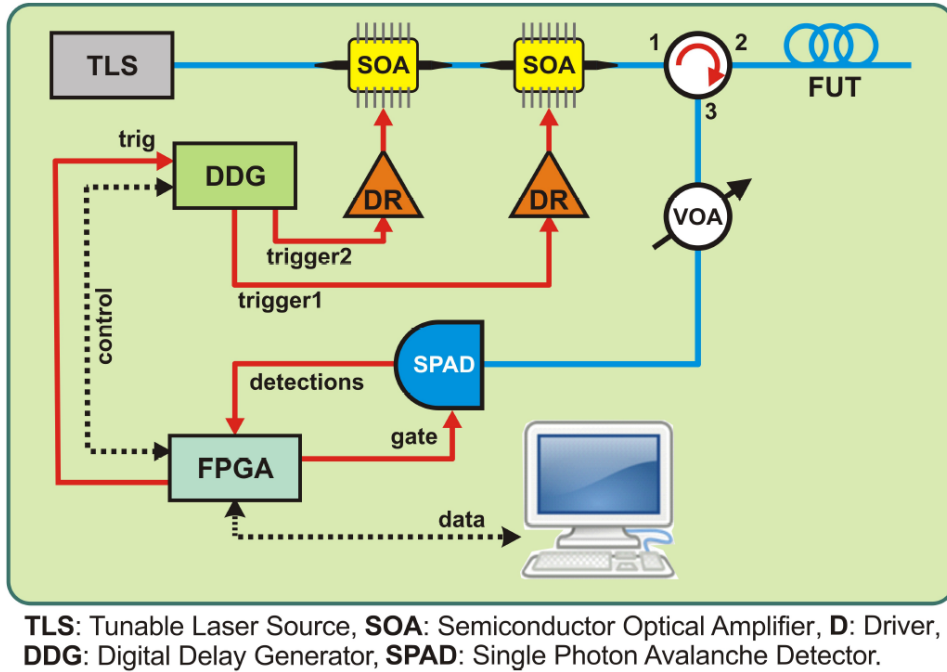 TLS
SOA
SOA
1
2
3
FUT
trig
DDG
DR
DR
VOA
trigger2
trigger1
control
SPAD
detections
gate
FPGA
data
TLS: Tunable Laser Source, SOA: Semiconductor Optical Amplifier, D: Driver,
DDG: Digital Delay Generator, SPAD: Single Photon Avalanche Detector,